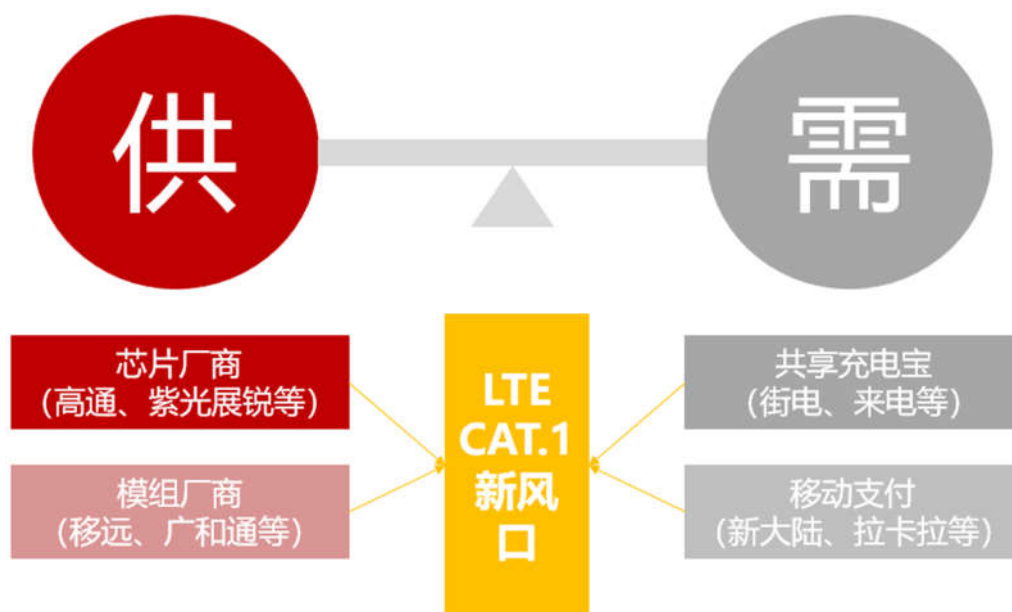 供
需
芯片厂商
（高通、紫光展锐等）
模组厂商
（移远、广和通等）
LTE
CAT.1
新风
口
共享充电宝
（街电、来电等）
移动支付
（新大陆、拉卡拉等）